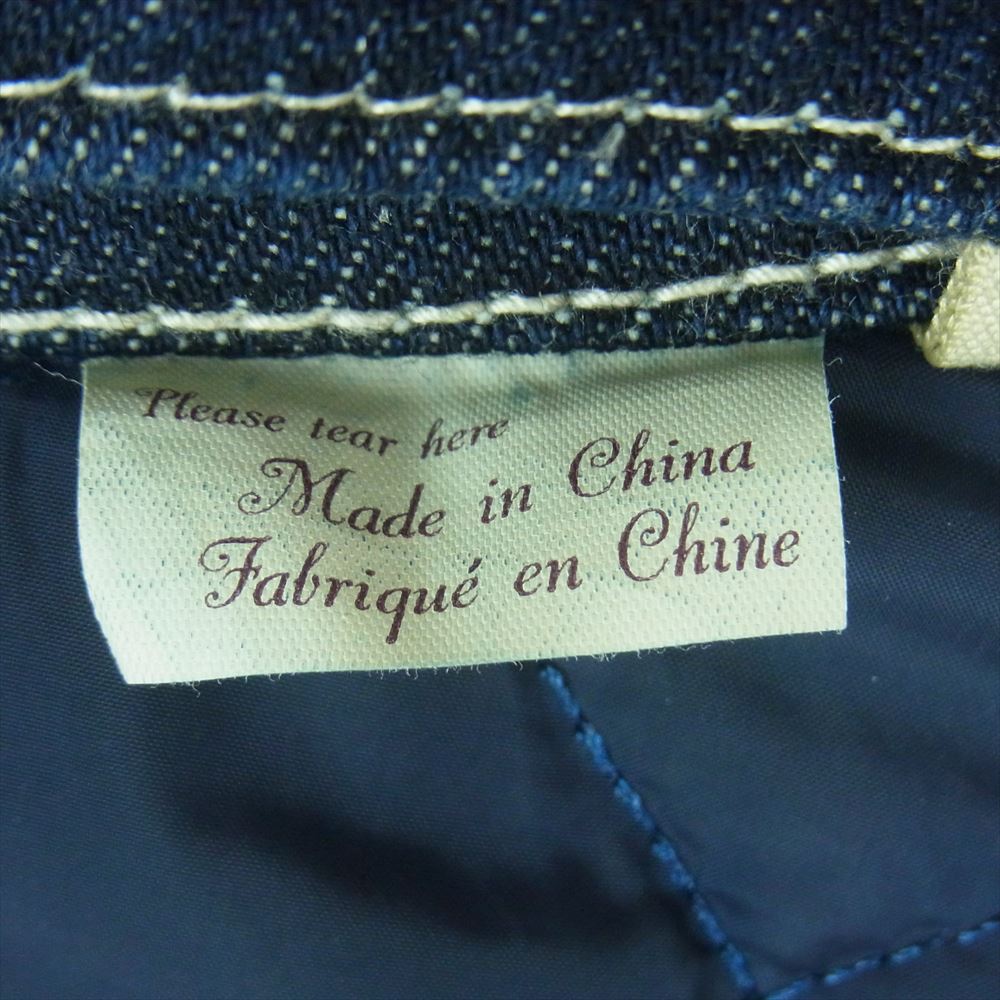 Please tear here
Made in China
Fabriqué en Chine